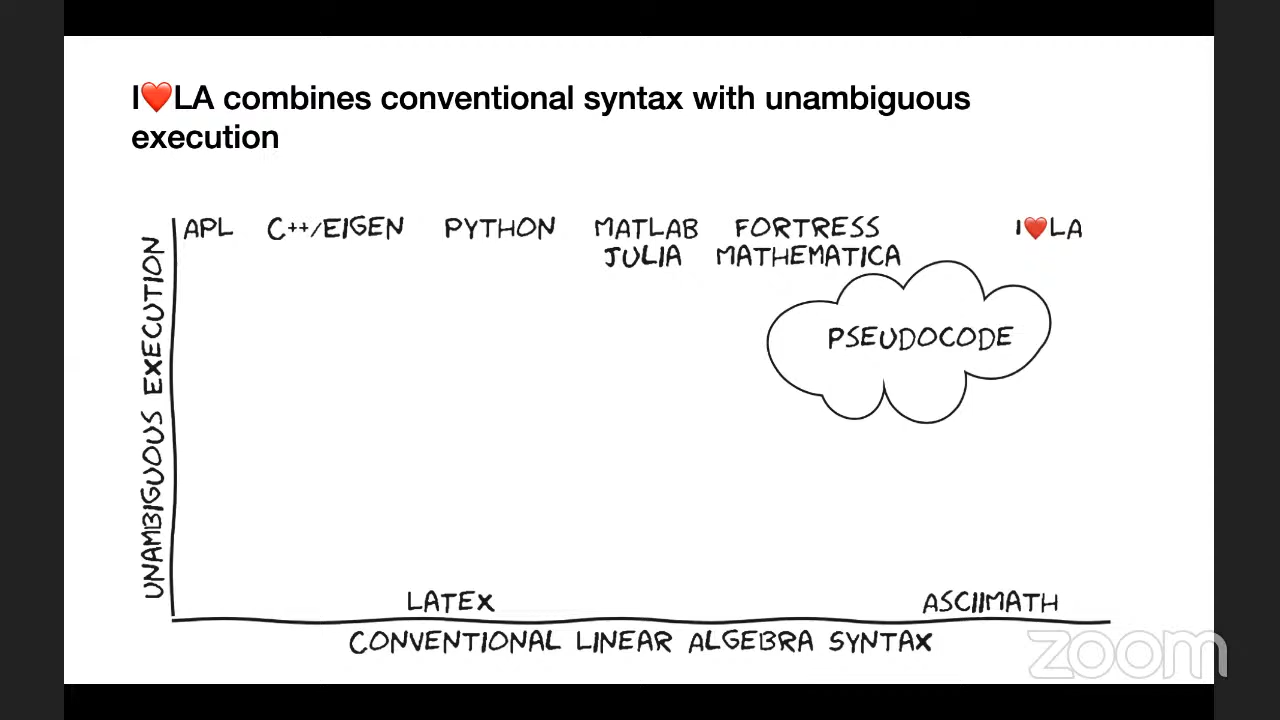 I❤️LA combines conventional syntax with unambiguous
execution
APL C++/EIGEN PYTHON MATLAB FORTRESS I❤️LA
JULIA MATHEMATICA
PSEUDOCODE
UNAMBIGUOUS EXECUTION
LATEX ASCIIMATH
CONVENTIONAL LINEAR ALGEBRA SYNTAX
zoom